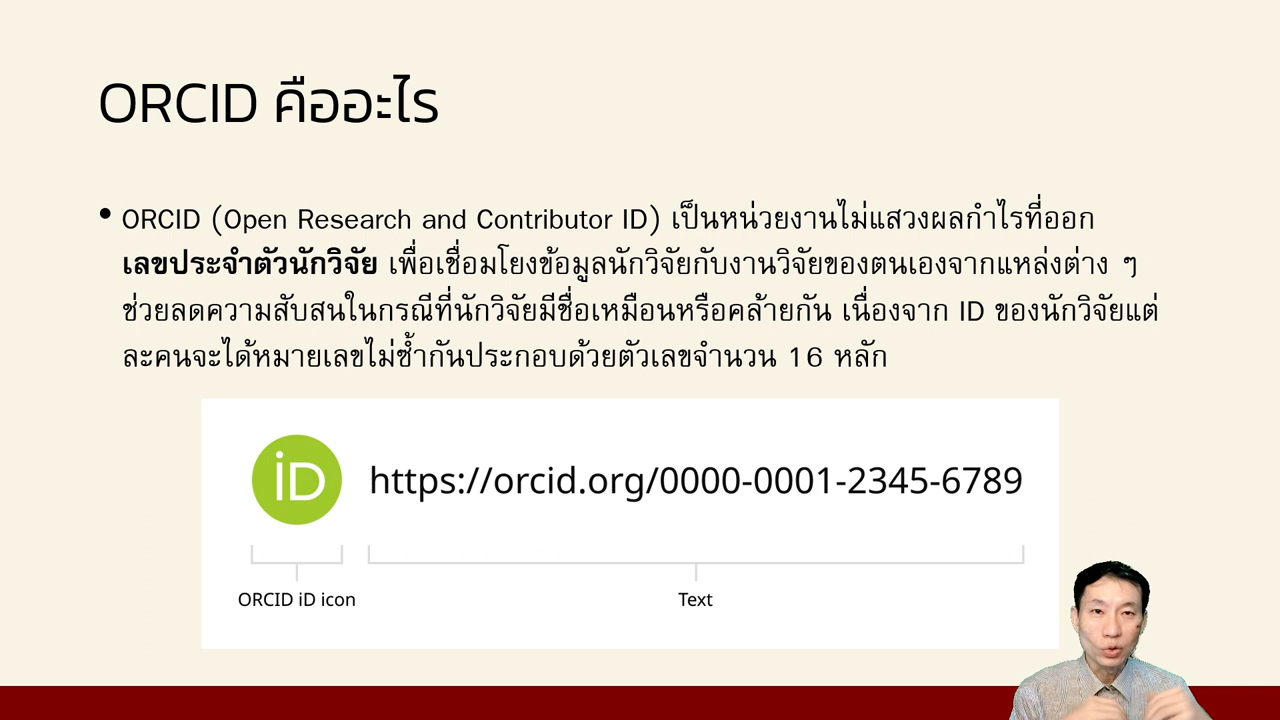 ORCID คืออะไร
• ORCID (Open Research and Contributor ID) เป็นหน่วยงานไม่แสวงผลกำไรที่ออก
เลขประจำตัวนักวิจัย เพื่อเชื่อมโยงข้อมูลนักวิจัยกับงานวิจัยของตนเองจากแหล่งต่าง ๆ
ช่วยลดความสับสนในกรณีที่นักวิจัยมีชื่อเหมือนหรือคล้ายกัน เนื่องจาก ID ของนักวิจัยแต่
ละคนจะได้หมายเลขไม่ซ้ำกันประกอบด้วยตัวเลขจำนวน 16 หลัก
iD https://orcid.org/0000-0001-2345-6789
ORCID iD icon Text